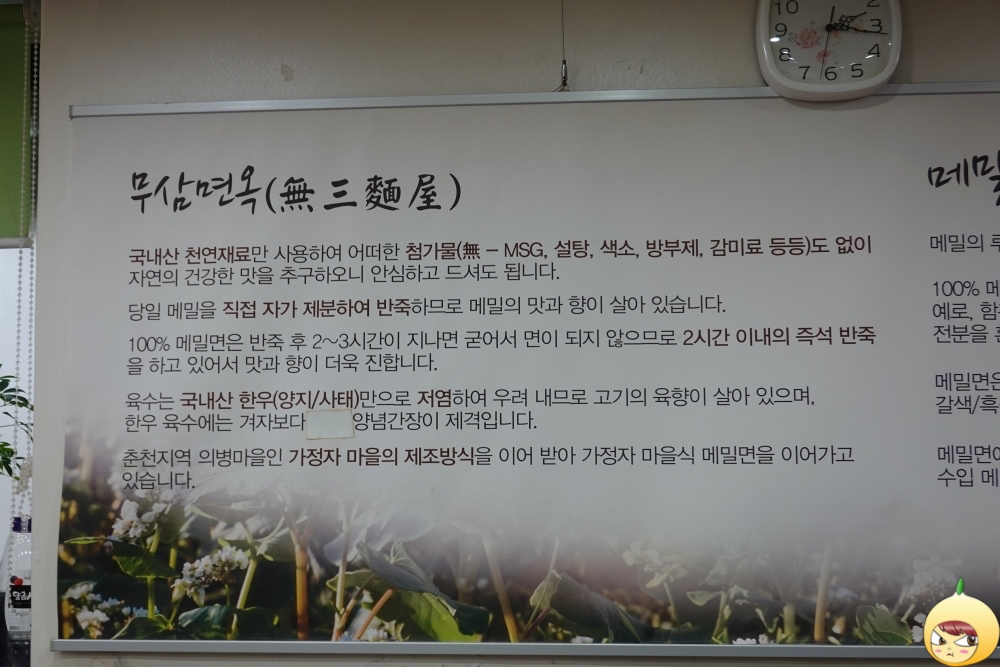 무삼면옥(無三麵屋)
국내산 천연재료만 사용하여 어떠한 첨가물(無 - MSG, 설탕, 색소, 방부제, 감미료 등등)도 없이
자연의 건강한 맛을 추구하오니 안심하고 드셔도 됩니다.
당일 메밀을 직접 자가 제분하여 반죽하므로 메밀의 맛과 향이 살아 있습니다.
100% 메밀면은 반죽 후 2~3시간이 지나면 굳어서 면이 되지 않으므로 2시간 이내의 즉석 반죽
을 하고 있어서 맛과 향이 더욱 진합니다.
육수는 국내산 한우(양지/사태)만으로 저염하여 우려 내므로 고기의 육향이 살아 있으며,
한우 육수에는 겨자보다 양념간장이 제격입니다.
춘천지역 의병마을인 가정자 마을의 제조방식을 이어 받아 가정자 마을식 메밀면을 이어가고
있습니다.
메밀의
100%
예로,
전분을
메밀면은
갈색/흑
수입
10 2
9 3
8 4
7 6 5